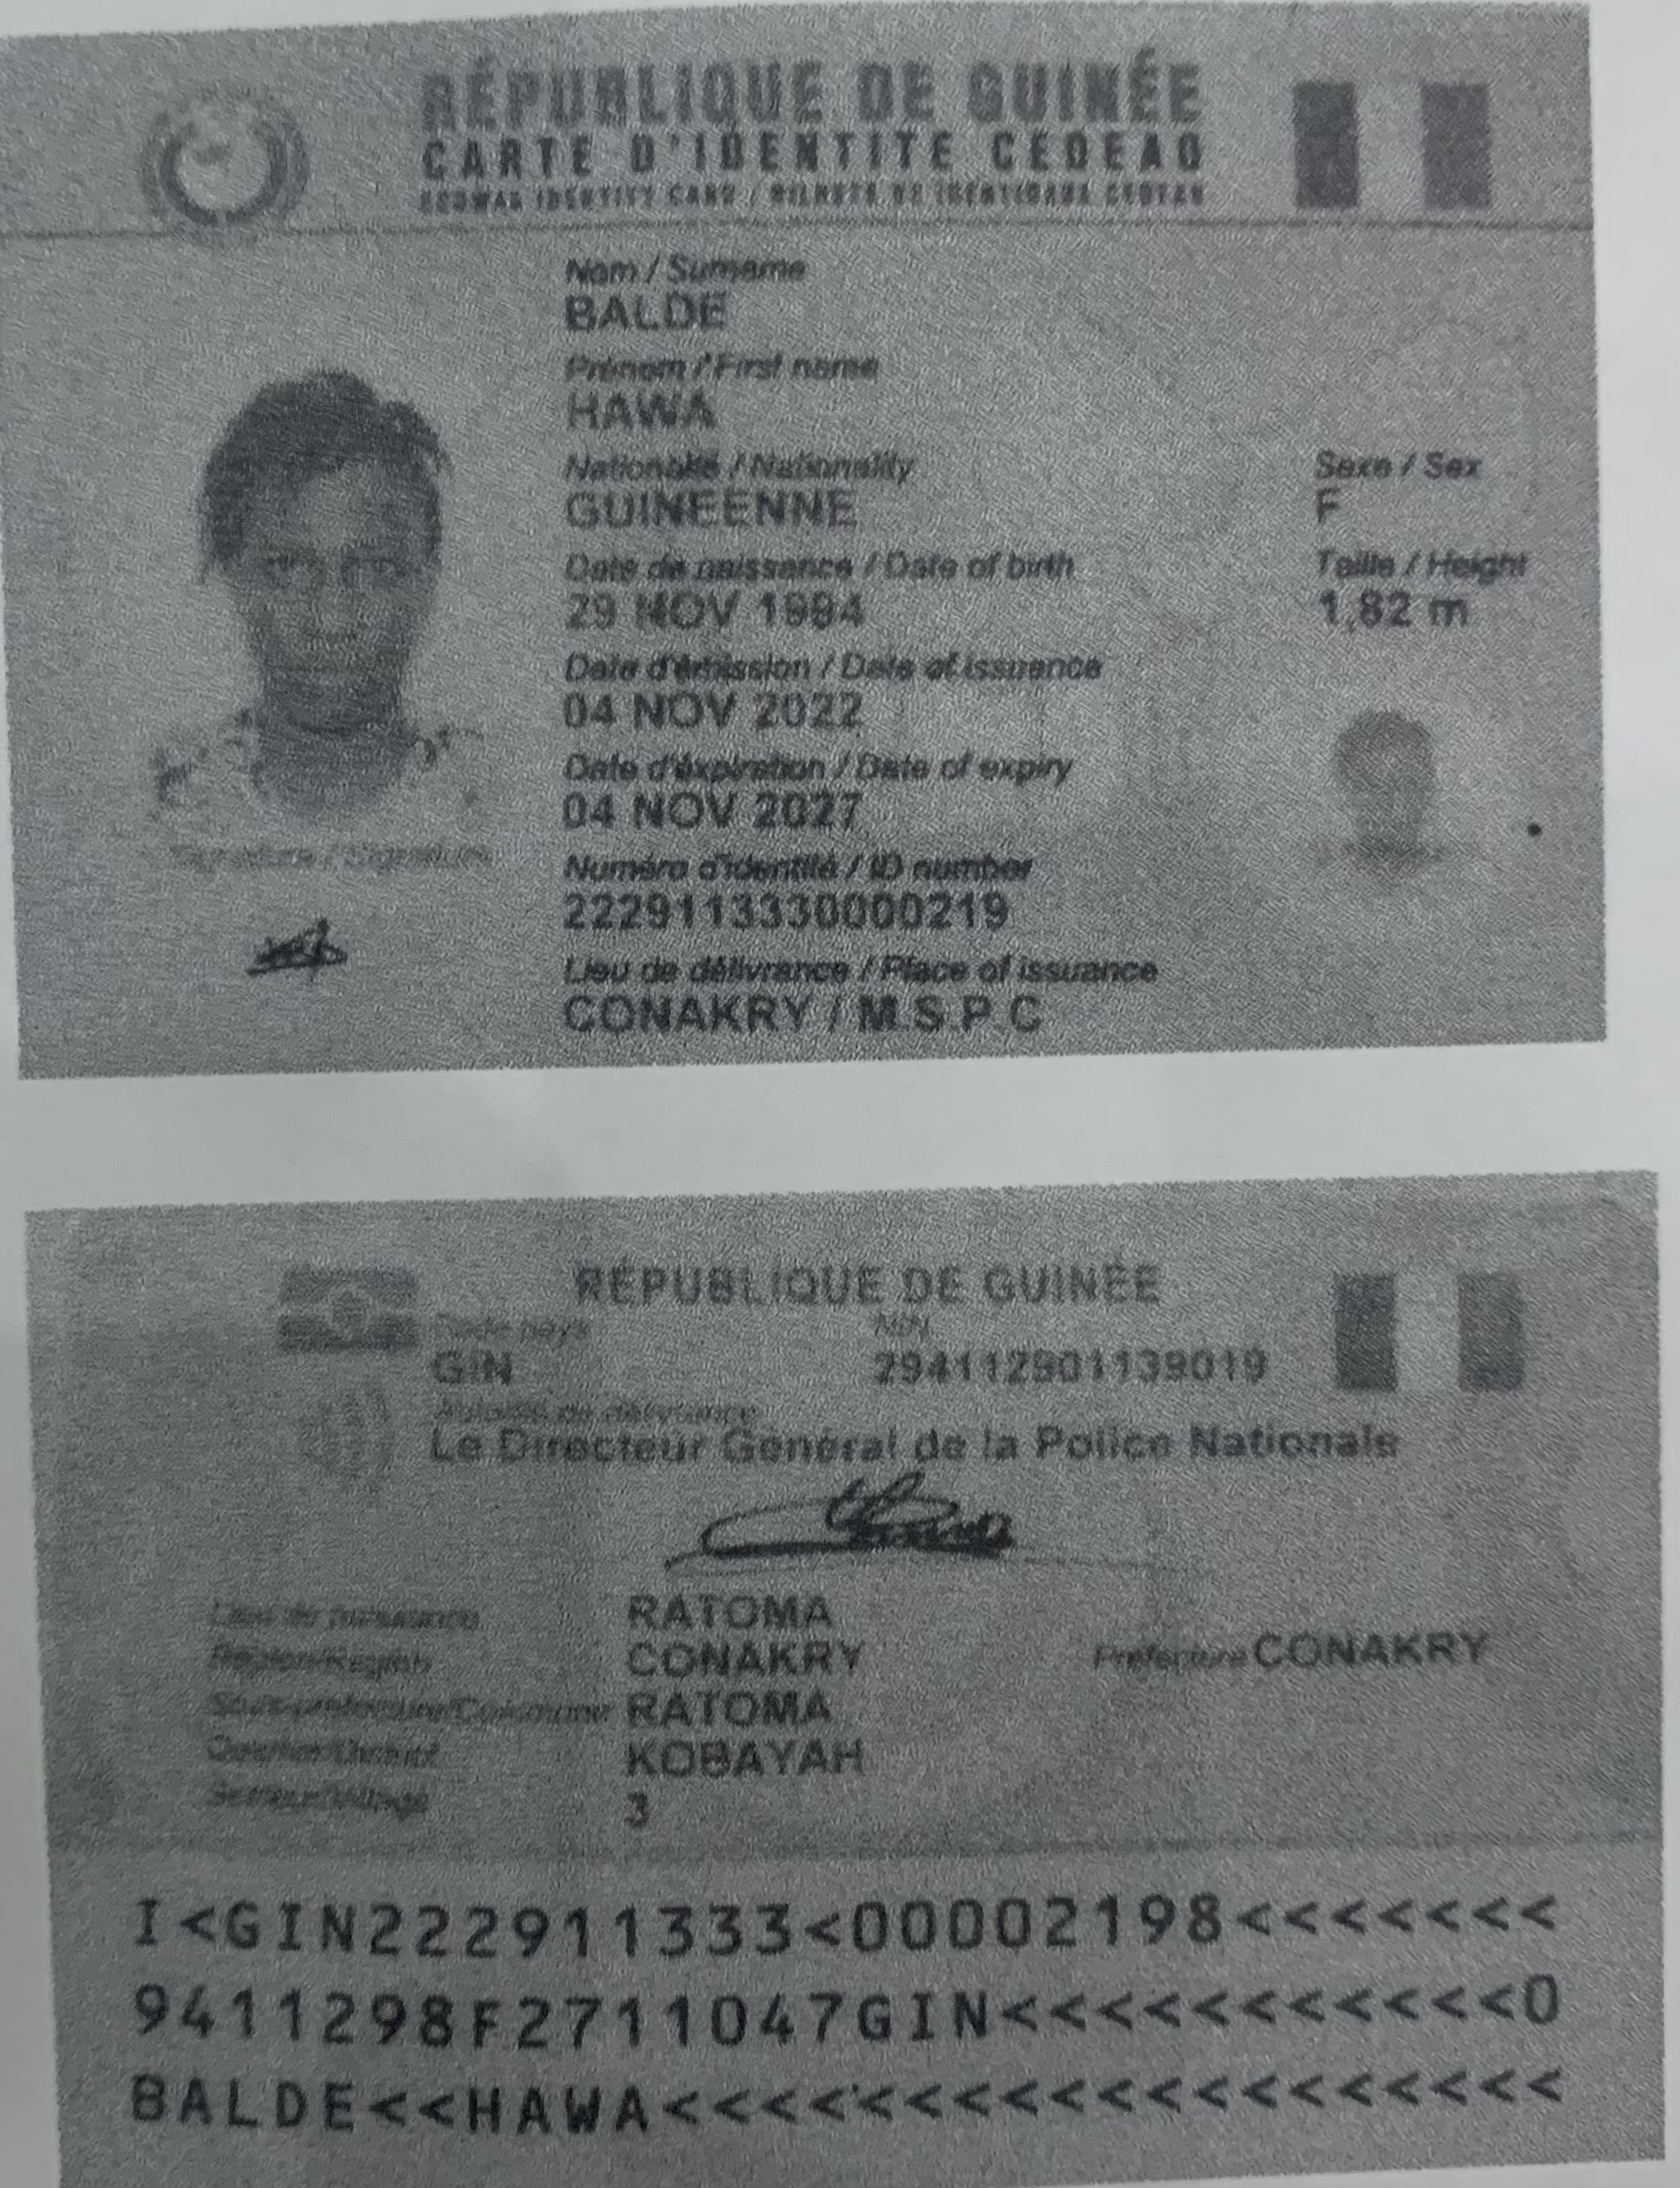 RÉPUBLIQUE DE GUINÉE
CARTE D'IDENTITE CEDEAO
ECOWAS IDENTITY CARD / BILHETE DE IDENTIDADE CEDEAO
Nom / Surname
BALDE
Prénom / First name
HAWA
Nationalité / Nationality
GUINEENNE
Sexe / Sex
F
Date de naissance / Date of birth
29 NOV 1994
Taille / Height
1,82 m
Date d'émission / Date of issuance
04 NOV 2022
Date d'éxpiration / Date of expiry
04 NOV 2027
Signature / Signature
Numéro d'identité / ID number
2229113330000219
Lieu de délivrance / Place of issuance
CONAKRY / M.S.P.C
RÉPUBLIQUE DE GUINÉE
Code pays NIN
GIN 294112901139019
Autorité de délivrance
Le Directeur Général de la Police Nationale
Lieu de naissance RATOMA
Région/Region CONAKRY Préfecture CONAKRY
Sous-préfecture/Commune RATOMA
Quartier/District KOBAYAH
Secteur/Village 3
I<GIN222911333<00002198<<<<<<<
9411298F2711047GIN<<<<<<<<<<<0
BALDE<<HAWA<<<<<<<<<<<<<<<<<<<